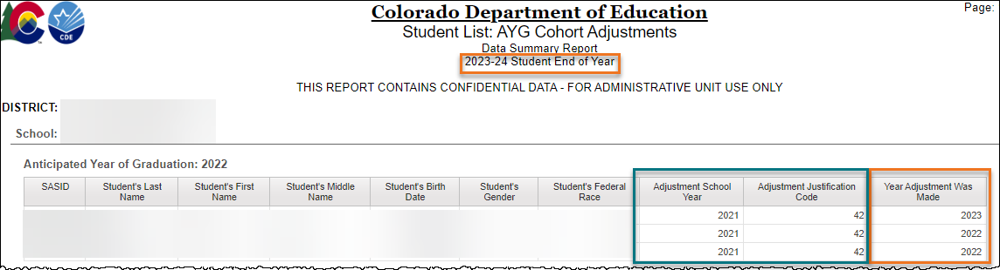 Page:
C
CDE
Colorado Department of Education
Student List: AYG Cohort Adjustments
Data Summary Report
2023-24 Student End of Year
THIS REPORT CONTAINS CONFIDENTIAL DATA - FOR ADMINISTRATIVE UNIT USE ONLY
DISTRICT:
School:
Anticipated Year of Graduation: 2022
SASID Student's Last Name Student's First Name Student's Middle Name Student's Birth Date Student's Gender Student's Federal Race Adjustment School Year Adjustment Justification Code Year Adjustment Was Made
2021 42 2023
2021 42 2022
2021 42 2022